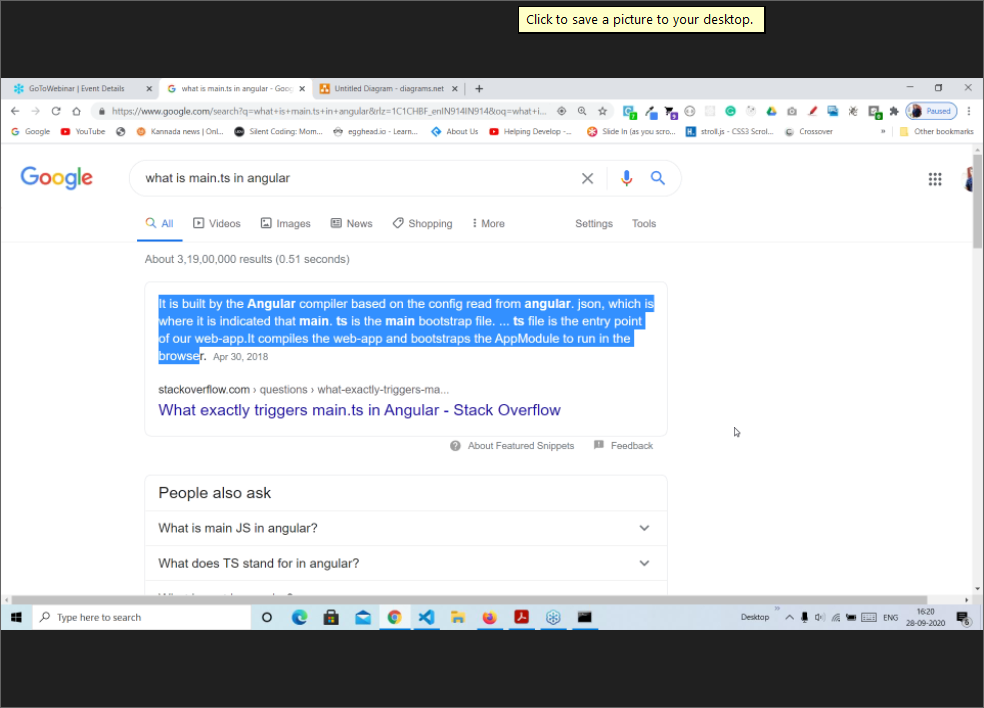 Click to save a picture to your desktop.
GoToWebinar | Event Details
what is main.ts in angular - Goog
Untitled Diagram - diagrams.net
https://www.google.com/search?q=what+is+main.ts+in+angular&rlz=1C1CHBF_enIN914IN914&oq=what+i...
Paused
Google
YouTube
Kannada news | Onl...
Silent Coding: Mom...
egghead.io - Learn...
About Us
Helping Develop -...
Slide In (as you scro...
stroll.js - CSS3 Scrol...
Crossover
»
Other bookmarks
Google
what is main.ts in angular
All
Videos
Images
News
Shopping
More
Settings
Tools
About 3,19,00,000 results (0.51 seconds)
It is built by the Angular compiler based on the config read from angular. json, which is
where it is indicated that main. ts is the main bootstrap file. ... ts file is the entry point
of our web-app.It compiles the web-app and bootstraps the AppModule to run in the
browser. Apr 30, 2018
stackoverflow.com › questions › what-exactly-triggers-ma...
What exactly triggers main.ts in Angular - Stack Overflow
About Featured Snippets
Feedback
People also ask
What is main JS in angular?
What does TS stand for in angular?
Type here to search
Desktop
»
ENG
16:20
28-09-2020